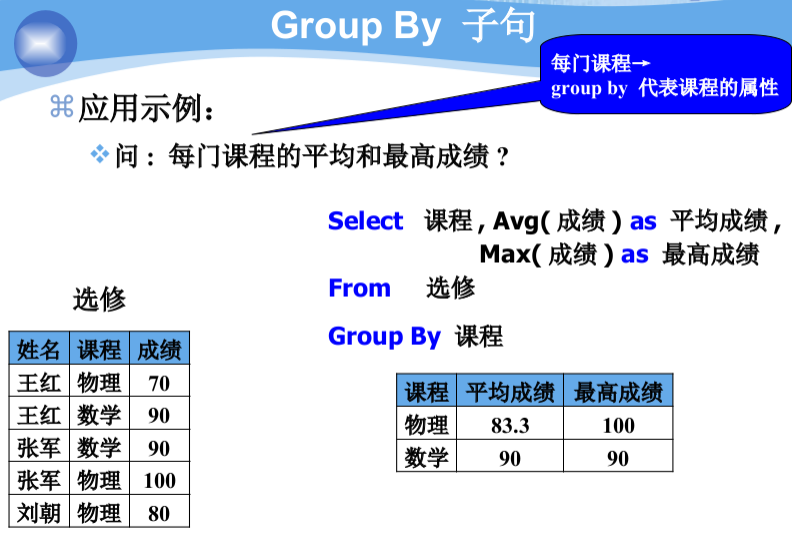 Group By 子句
每门课程→
group by 代表课程的属性
⌘应用示例：
❖问：每门课程的平均和最高成绩？
Select 课程, Avg(成绩) as 平均成绩,
Max(成绩) as 最高成绩
From 选修
Group By 课程
选修
姓名 课程 成绩
王红 物理 70
王红 数学 90
张军 数学 90
张军 物理 100
刘朝 物理 80
课程 平均成绩 最高成绩
物理 83.3 100
数学 90 90